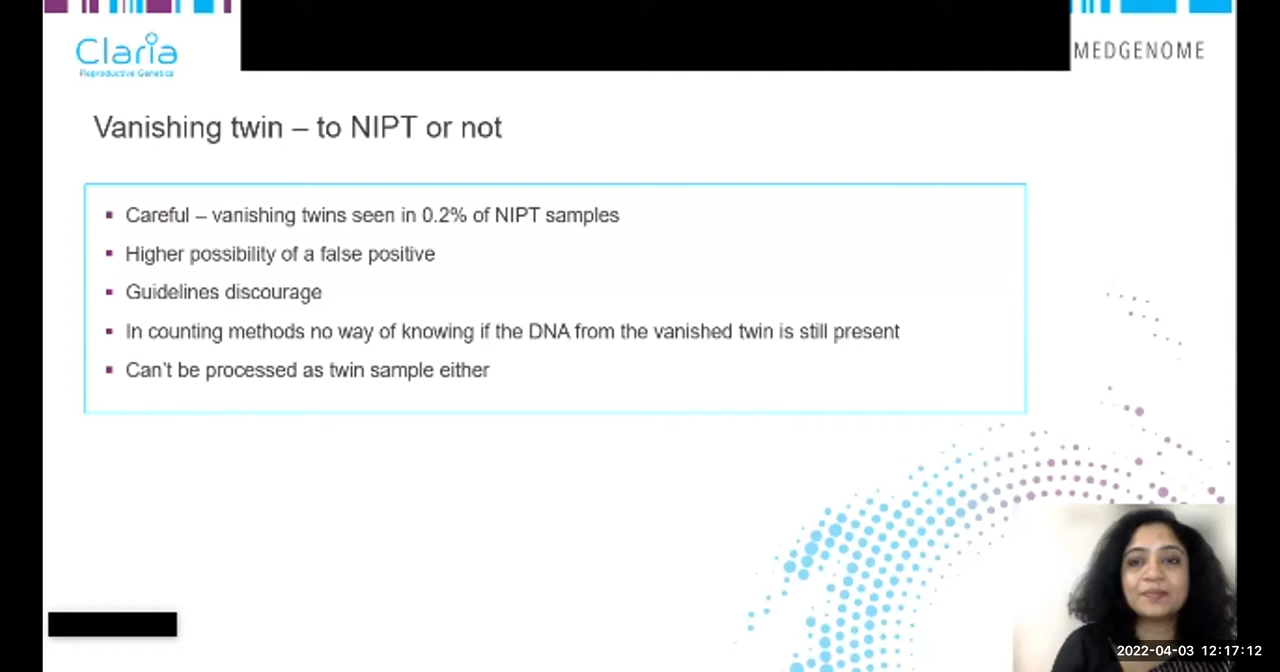 Claria
Reproductive Genetics
MEDGENOME
Vanishing twin – to NIPT or not
▪ Careful – vanishing twins seen in 0.2% of NIPT samples
▪ Higher possibility of a false positive
▪ Guidelines discourage
▪ In counting methods no way of knowing if the DNA from the vanished twin is still present
▪ Can't be processed as twin sample either
2022-04-03 12:17:12